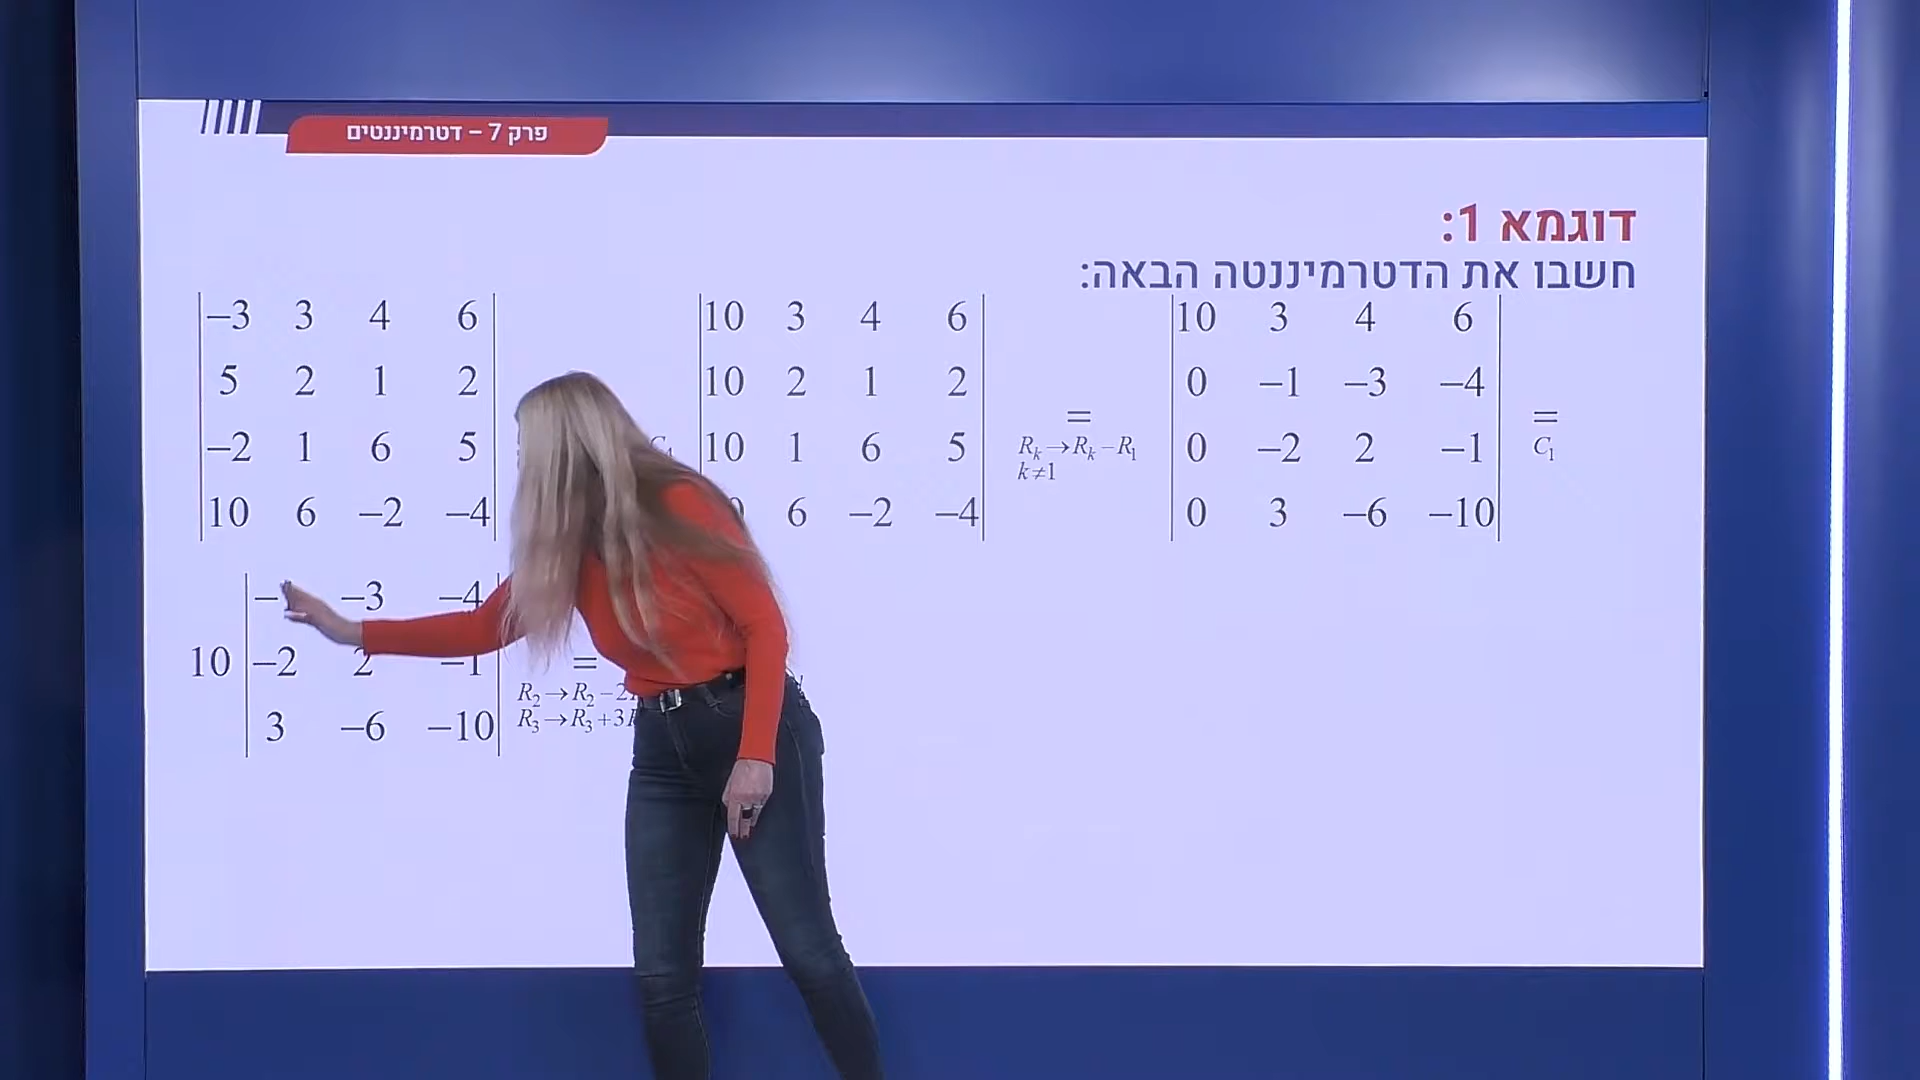 פרק 7 – דטרמיננטים
דוגמא 1:
חשבו את הדטרמיננטה הבאה:
−3 3 4 6
5 2 1 2
−2 1 6 5
10 6 −2 −4
10 3 4 6
10 2 1 2
10 1 6 5
6 −2 −4
=
R_k→R_k−R_1
k≠1
10 3 4 6
0 −1 −3 −4
0 −2 2 −1
0 3 −6 −10
=
C_1
− −3 −4
10 −2 2 −1
3 −6 −10
=
R_2→R_2−2
R_3→R_3+3